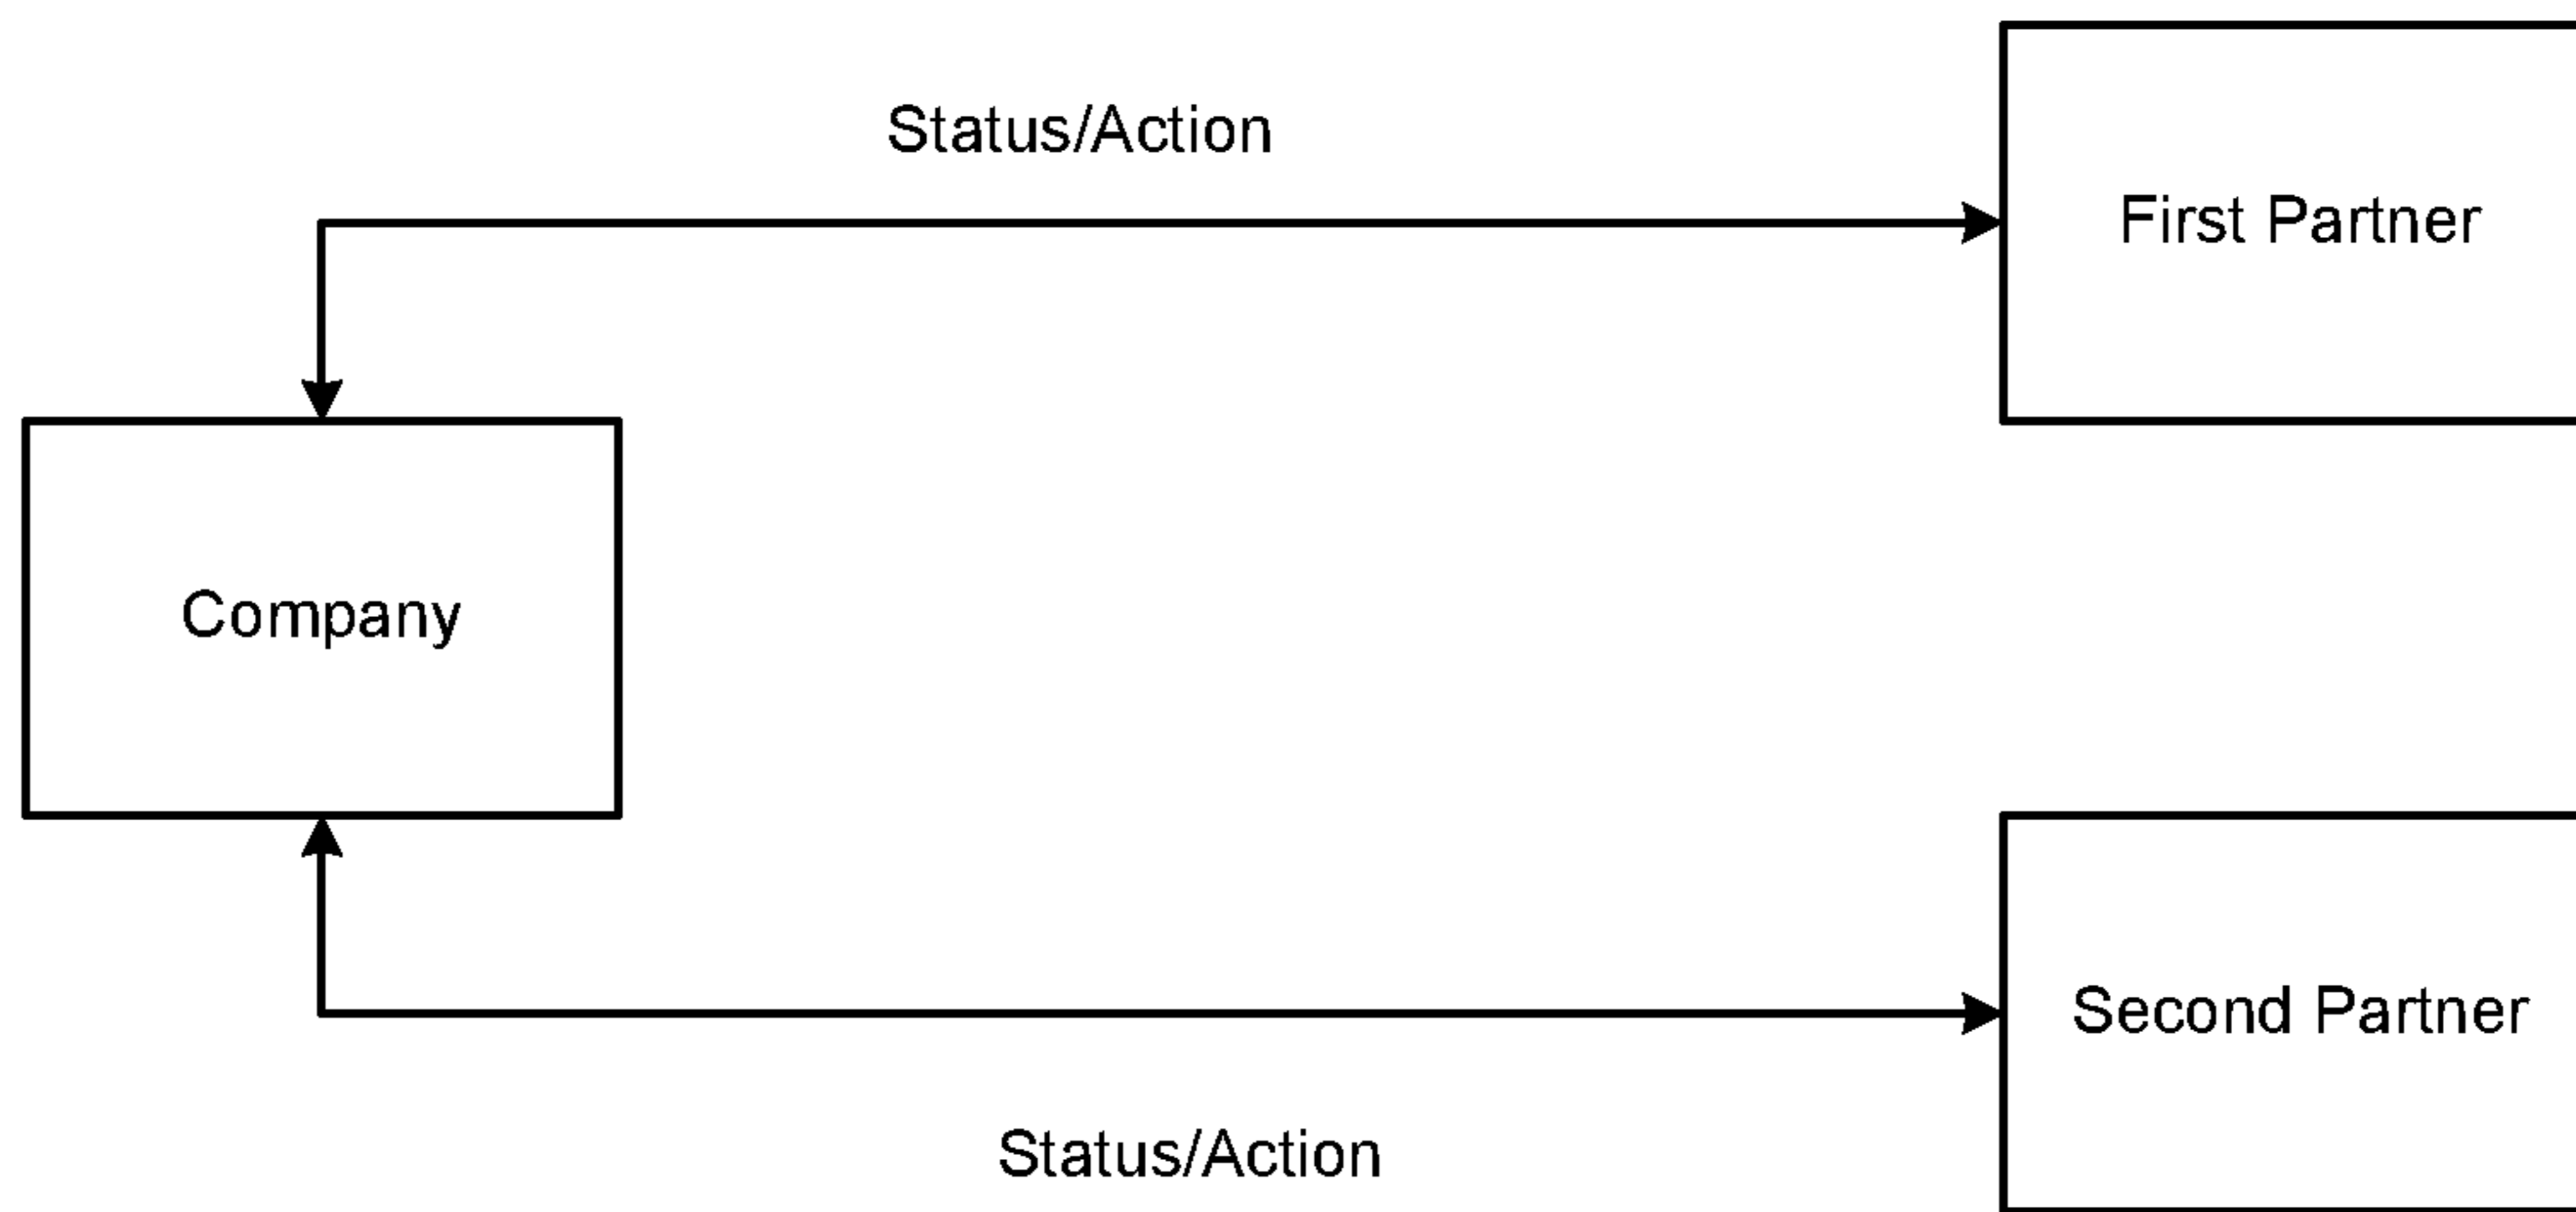 Status/Action
First Partner
Company
Second Partner
Status/Action